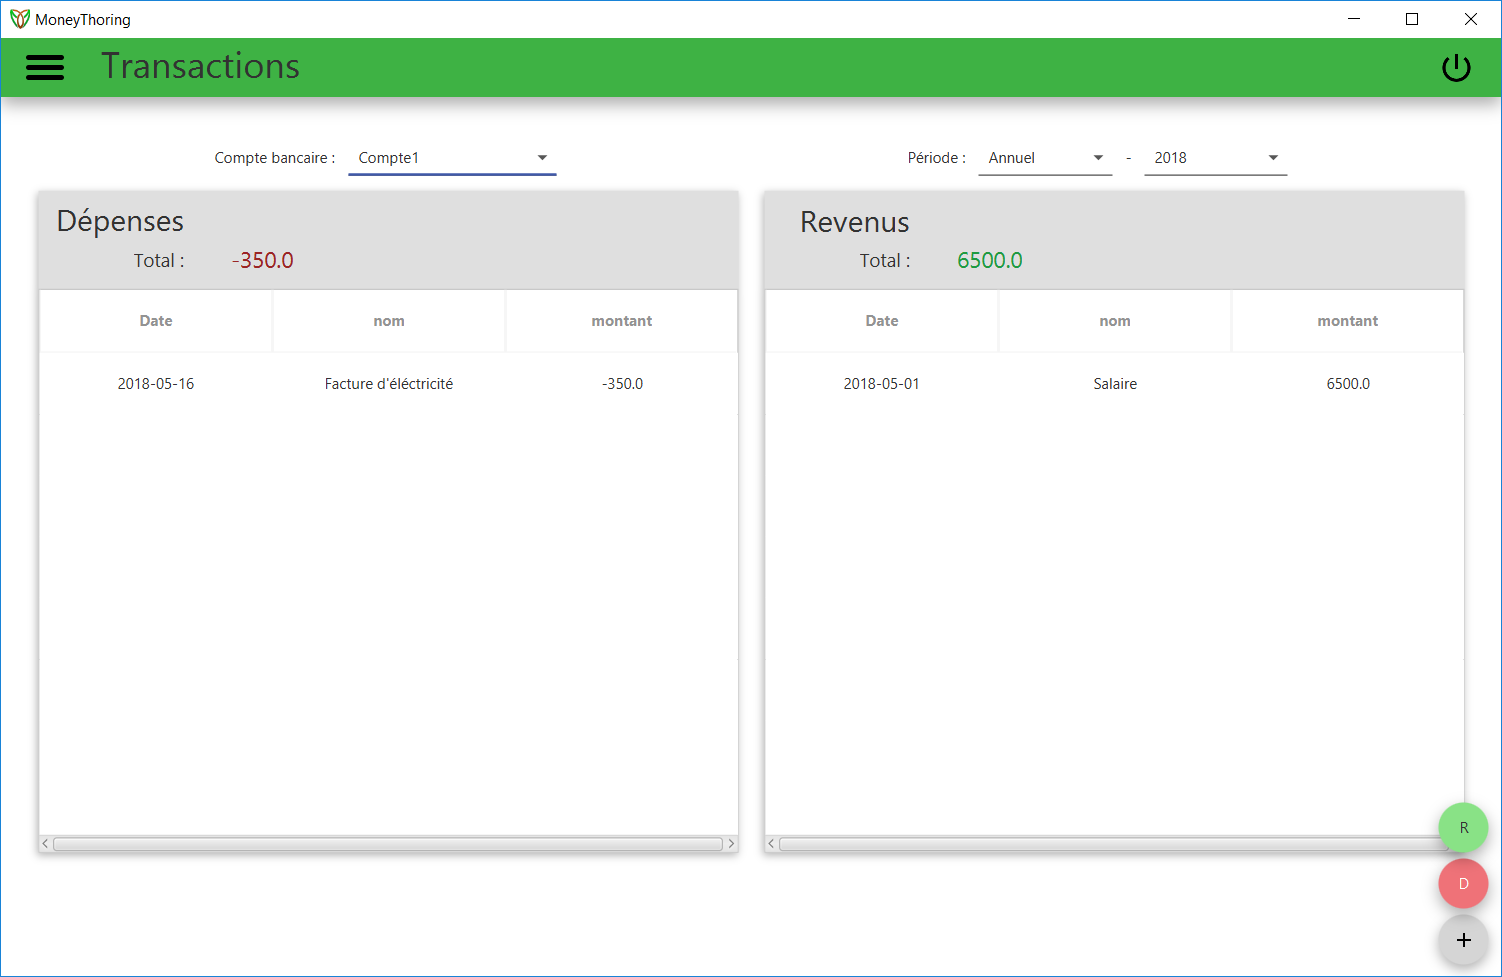 MoneyThoring
Transactions
Compte bancaire : Compte1
Période : Annuel - 2018
Dépenses
Total : -350.0
Date nom montant
2018-05-16 Facture d'éléctricité -350.0
Revenus
Total : 6500.0
Date nom montant
2018-05-01 Salaire 6500.0
R
D
+